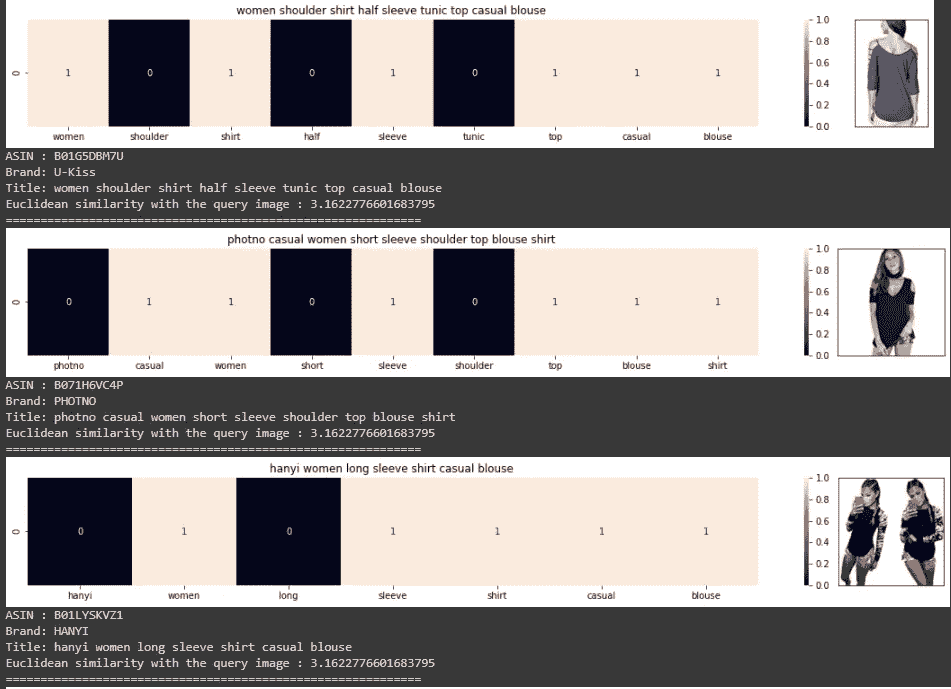 women shoulder shirt half sleeve tunic top casual blouse
1.0
0.8
0 1 0 1 0 1 0 1 1 1
0.6
0.4
0.2
0.0
women shoulder shirt half sleeve tunic top casual blouse
ASIN : B01G5DBM7U
Brand: U-Kiss
Title: women shoulder shirt half sleeve tunic top casual blouse
Euclidean similarity with the query image : 3.1622776601683795
============================================================
photno casual women short sleeve shoulder top blouse shirt
1.0
0.8
0 0 1 1 0 1 0 1 1 1
0.6
0.4
0.2
0.0
photno casual women short sleeve shoulder top blouse shirt
ASIN : B071H6VC4P
Brand: PHOTNO
Title: photno casual women short sleeve shoulder top blouse shirt
Euclidean similarity with the query image : 3.1622776601683795
============================================================
hanyi women long sleeve shirt casual blouse
1.0
0.8
0 0 1 0 1 1 1 1
0.6
0.4
0.2
0.0
hanyi women long sleeve shirt casual blouse
ASIN : B01LYSKVZ1
Brand: HANYI
Title: hanyi women long sleeve shirt casual blouse
Euclidean similarity with the query image : 3.1622776601683795
============================================================